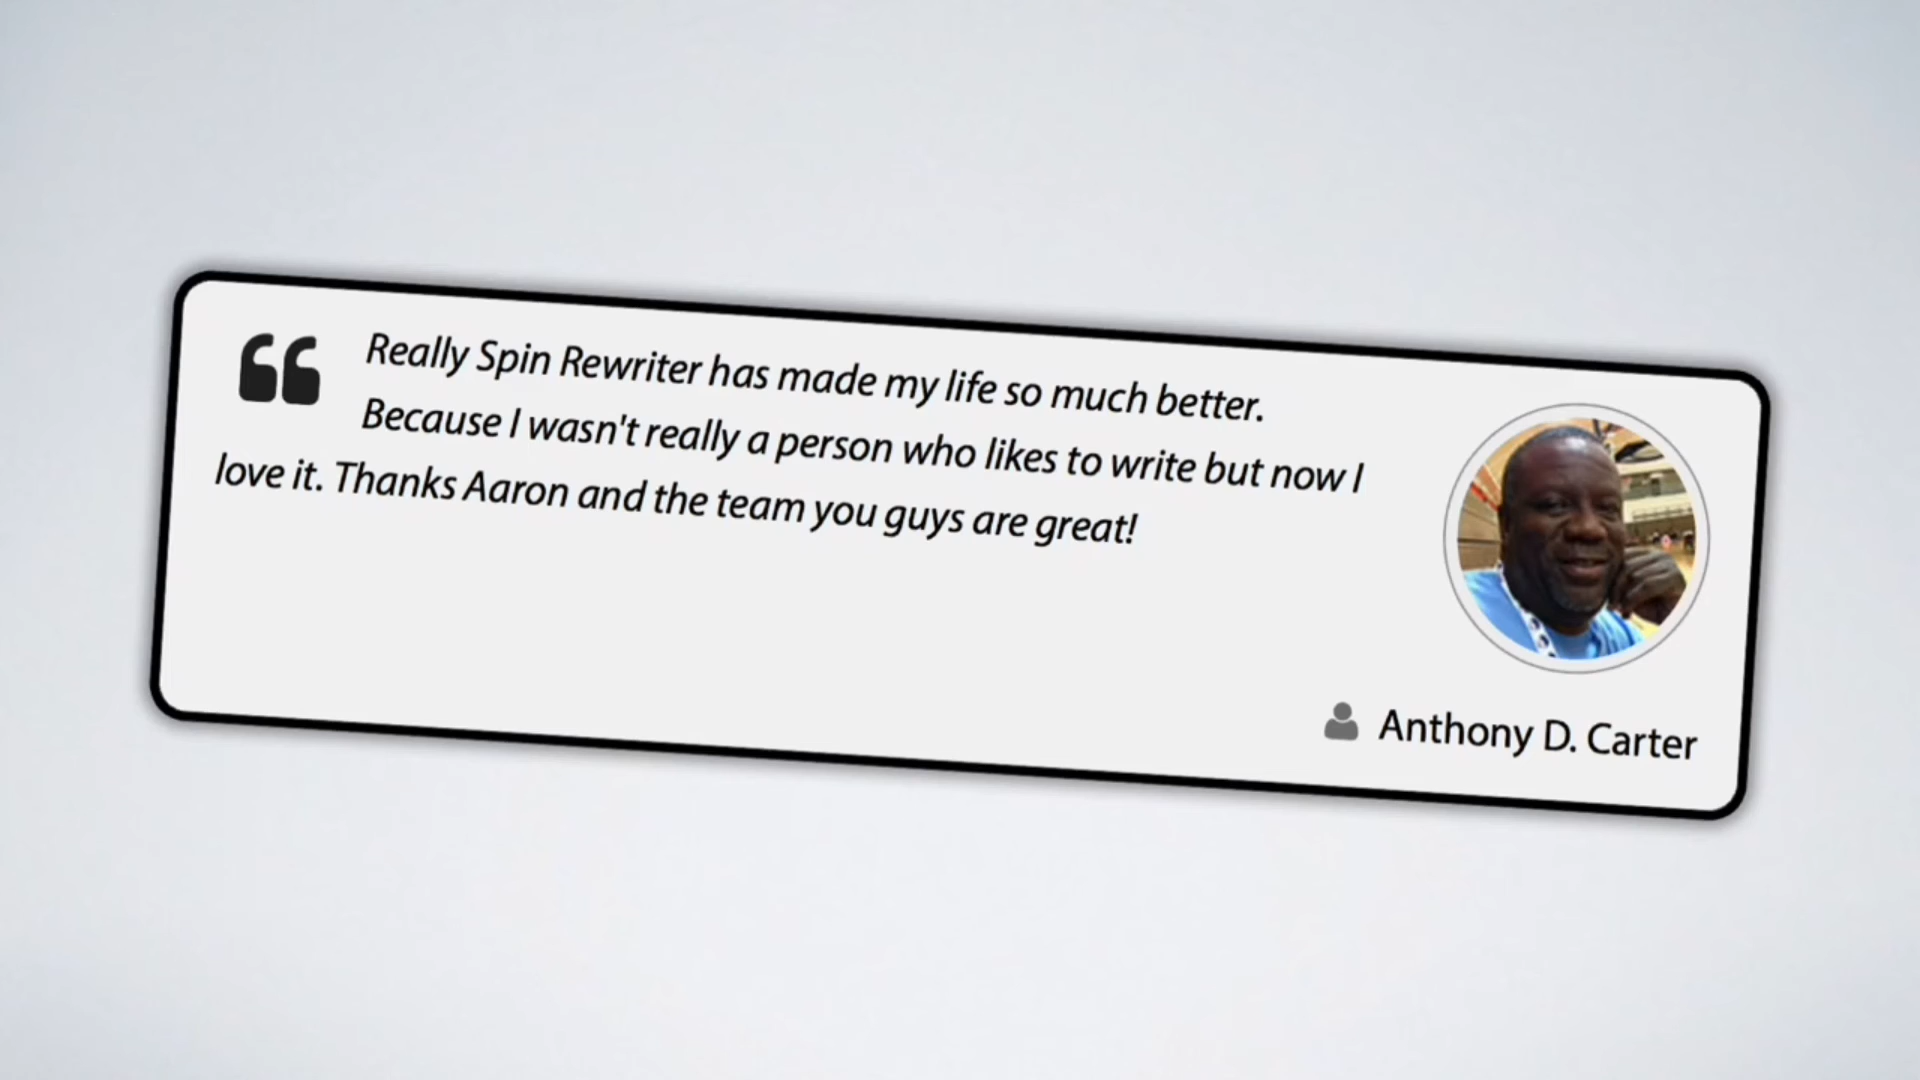 Really Spin Rewriter has made my life so much better.
Because I wasn't really a person who likes to write but now I
love it. Thanks Aaron and the team you guys are great!
Anthony D. Carter